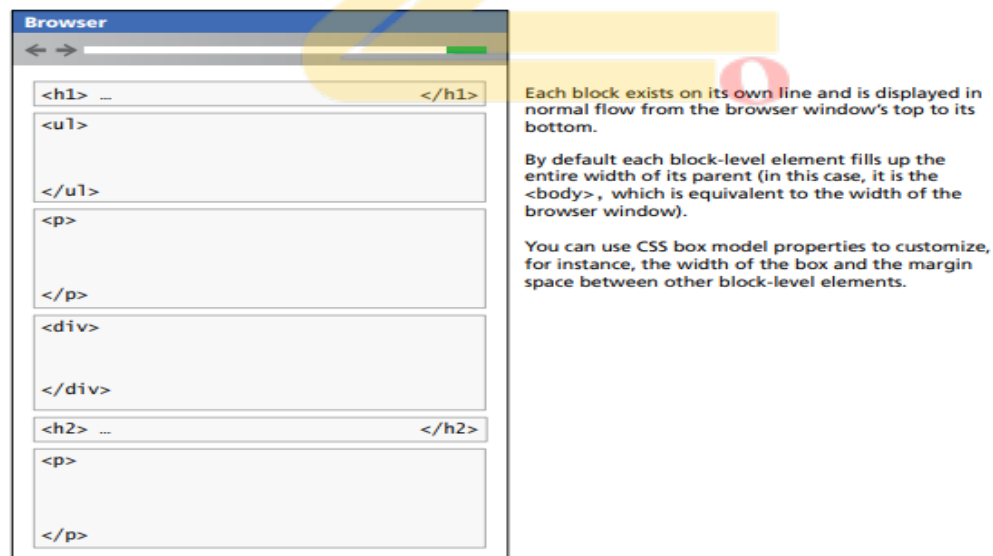 Browser
<h1> … </h1>
<ul>
</ul>
<p>
</p>
<div>
</div>
<h2> … </h2>
<p>
</p>
Each block exists on its own line and is displayed in
normal flow from the browser window's top to its
bottom.
By default each block-level element fills up the
entire width of its parent (in this case, it is the
<body>, which is equivalent to the width of the
browser window).
You can use CSS box model properties to customize,
for instance, the width of the box and the margin
space between other block-level elements.